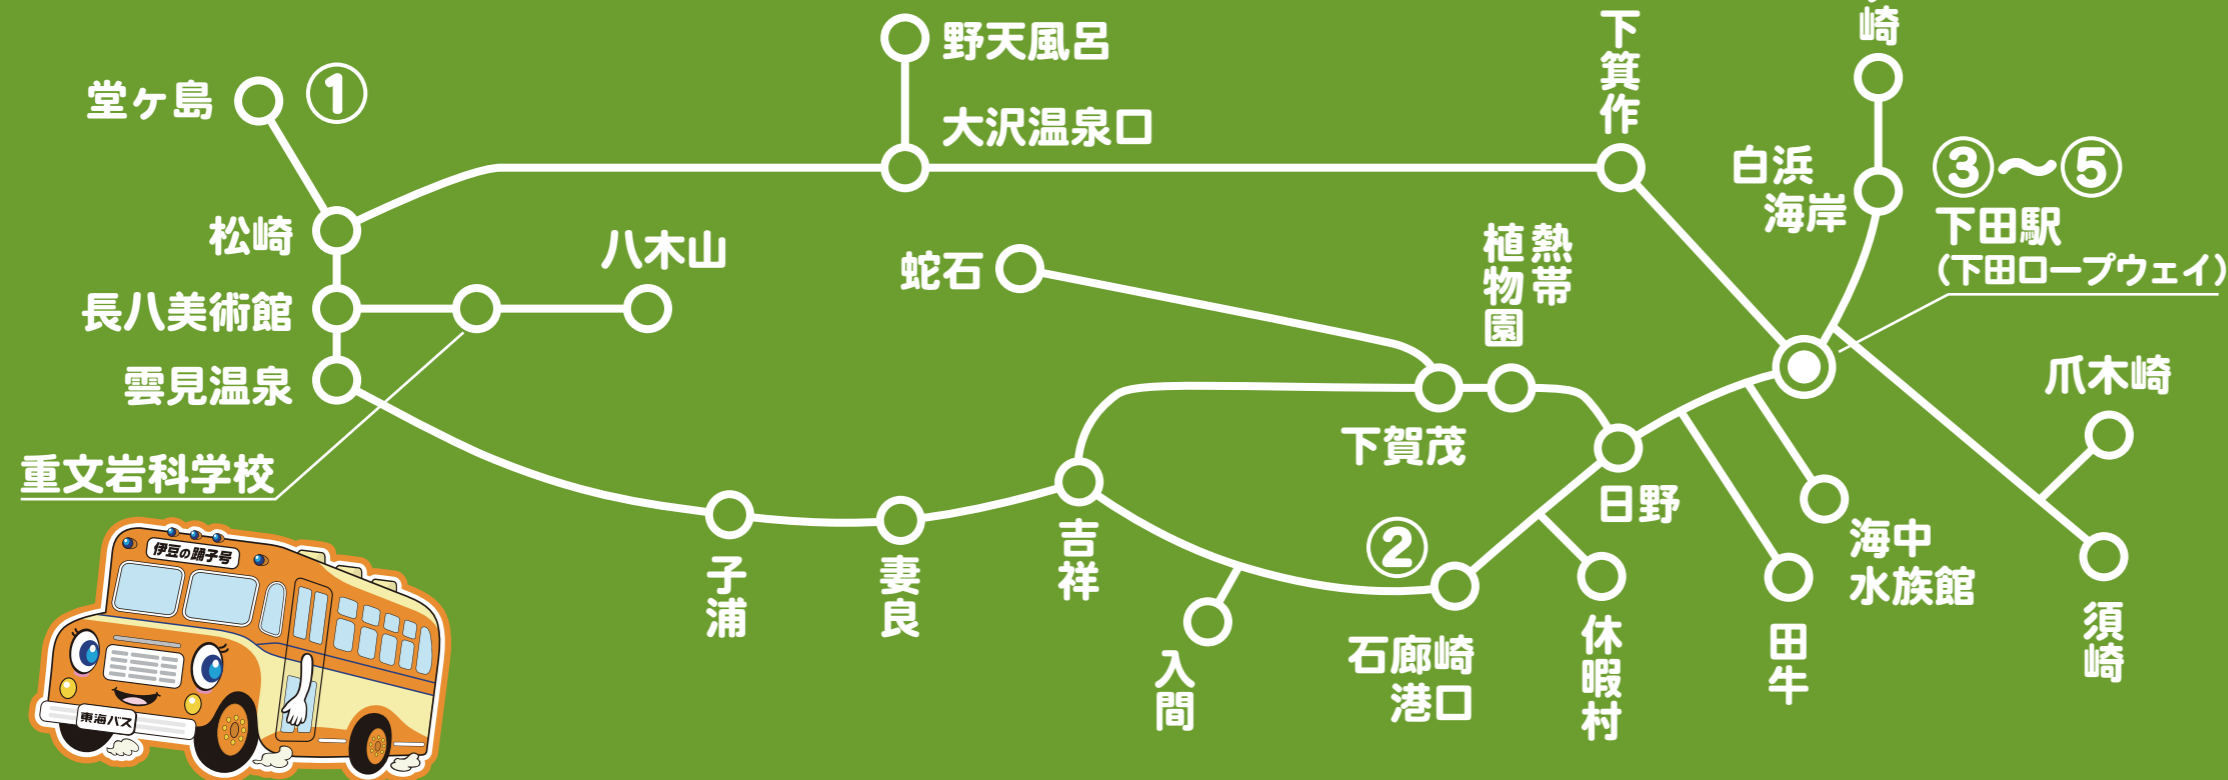 堂ヶ島
①
野天風呂
大沢温泉口
下箕作
崎
白浜
海岸
③〜⑤
下田駅
(下田ロープウェイ)
松崎
八木山
蛇石
熱帯
植物園
長八美術館
雲見温泉
爪木崎
下賀茂
重文岩科学校
日野
子浦
妻良
吉祥
②
入間
石廊崎
港口
休暇村
田牛
海中
水族館
須崎
伊豆の踊子号
東海バス